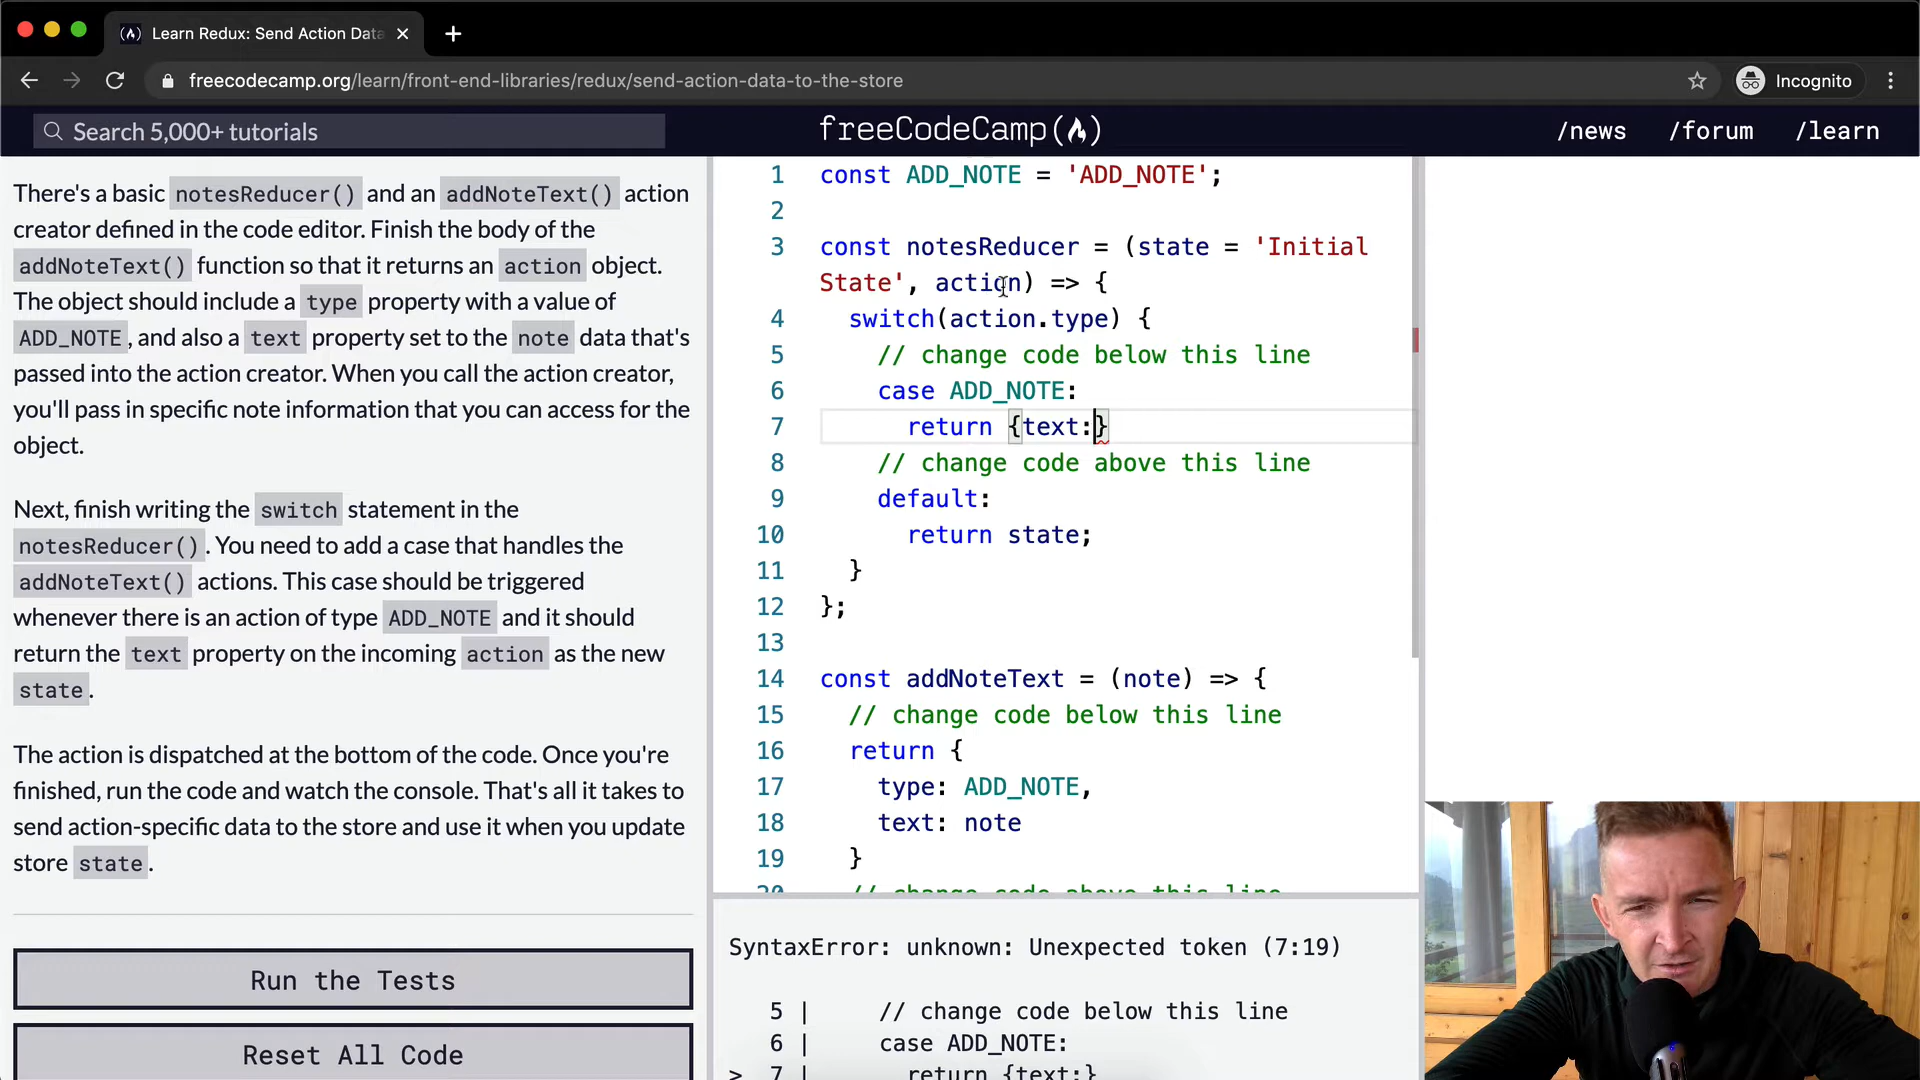 Learn Redux: Send Action Data
freecodecamp.org/learn/front-end-libraries/redux/send-action-data-to-the-store
Incognito
Search 5,000+ tutorials
freeCodeCamp
/news
/forum
/learn
There's a basic notesReducer() and an addNoteText() action
creator defined in the code editor. Finish the body of the
addNoteText() function so that it returns an action object.
The object should include a type property with a value of
ADD_NOTE, and also a text property set to the note data that's
passed into the action creator. When you call the action creator,
you'll pass in specific note information that you can access for the
object.
Next, finish writing the switch statement in the
notesReducer(). You need to add a case that handles the
addNoteText() actions. This case should be triggered
whenever there is an action of type ADD_NOTE and it should
return the text property on the incoming action as the new
state.
The action is dispatched at the bottom of the code. Once you're
finished, run the code and watch the console. That's all it takes to
send action-specific data to the store and use it when you update
store state.
Run the Tests
Reset All Code
1 const ADD_NOTE = 'ADD_NOTE';
2
3 const notesReducer = (state = 'Initial
State', action) => {
4 switch(action.type) {
5 // change code below this line
6 case ADD_NOTE:
7 return {text:}
8 // change code above this line
9 default:
10 return state;
11 }
12 };
13
14 const addNoteText = (note) => {
15 // change code below this line
16 return {
17 type: ADD_NOTE,
18 text: note
19 }
20 // change code above this line
SyntaxError: unknown: Unexpected token (7:19)
5 | // change code below this line
6 | case ADD_NOTE:
> 7 | return {text:}